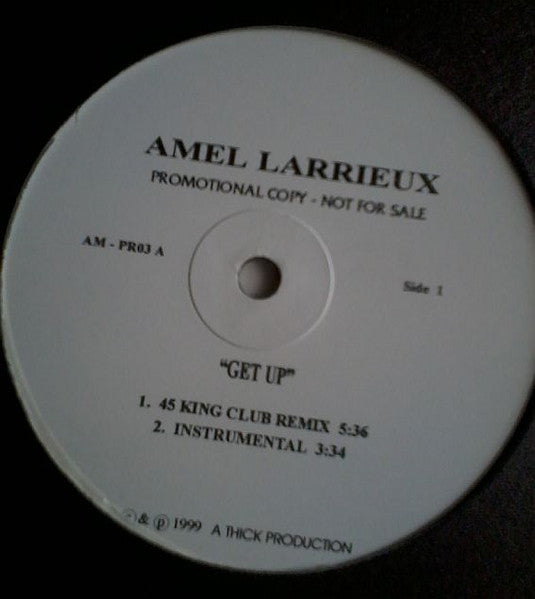 AMEL LARRIEUX
PROMOTIONAL COPY - NOT FOR SALE
AM - PR03 A
Side 1
"GET UP"
1. 45 KING CLUB REMIX 5:36
2. INSTRUMENTAL 3:34
© & ℗ 1999 A THICK PRODUCTION